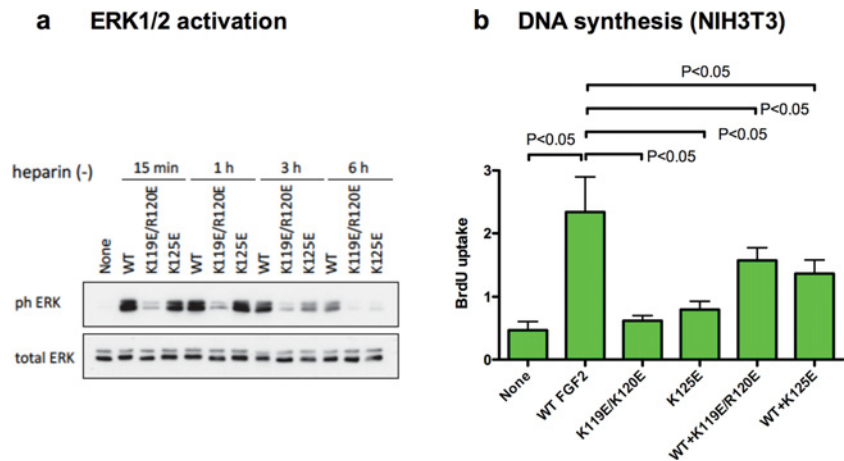 a ERK1/2 activation
heparin (-)
15 min 1 h 3 h 6 h
None
WT
K119E/R120E
K125E
WT
K119E/R120E
K125E
WT
K119E/R120E
K125E
WT
K119E/R120E
K125E
ph ERK
total ERK
b DNA synthesis (NIH3T3)
P<0.05
P<0.05
P<0.05
P<0.05
P<0.05
BrdU uptake
3
2
1
0
None
WT FGF2
K119E/K120E
K125E
WT+K119E/R120E
WT+K125E